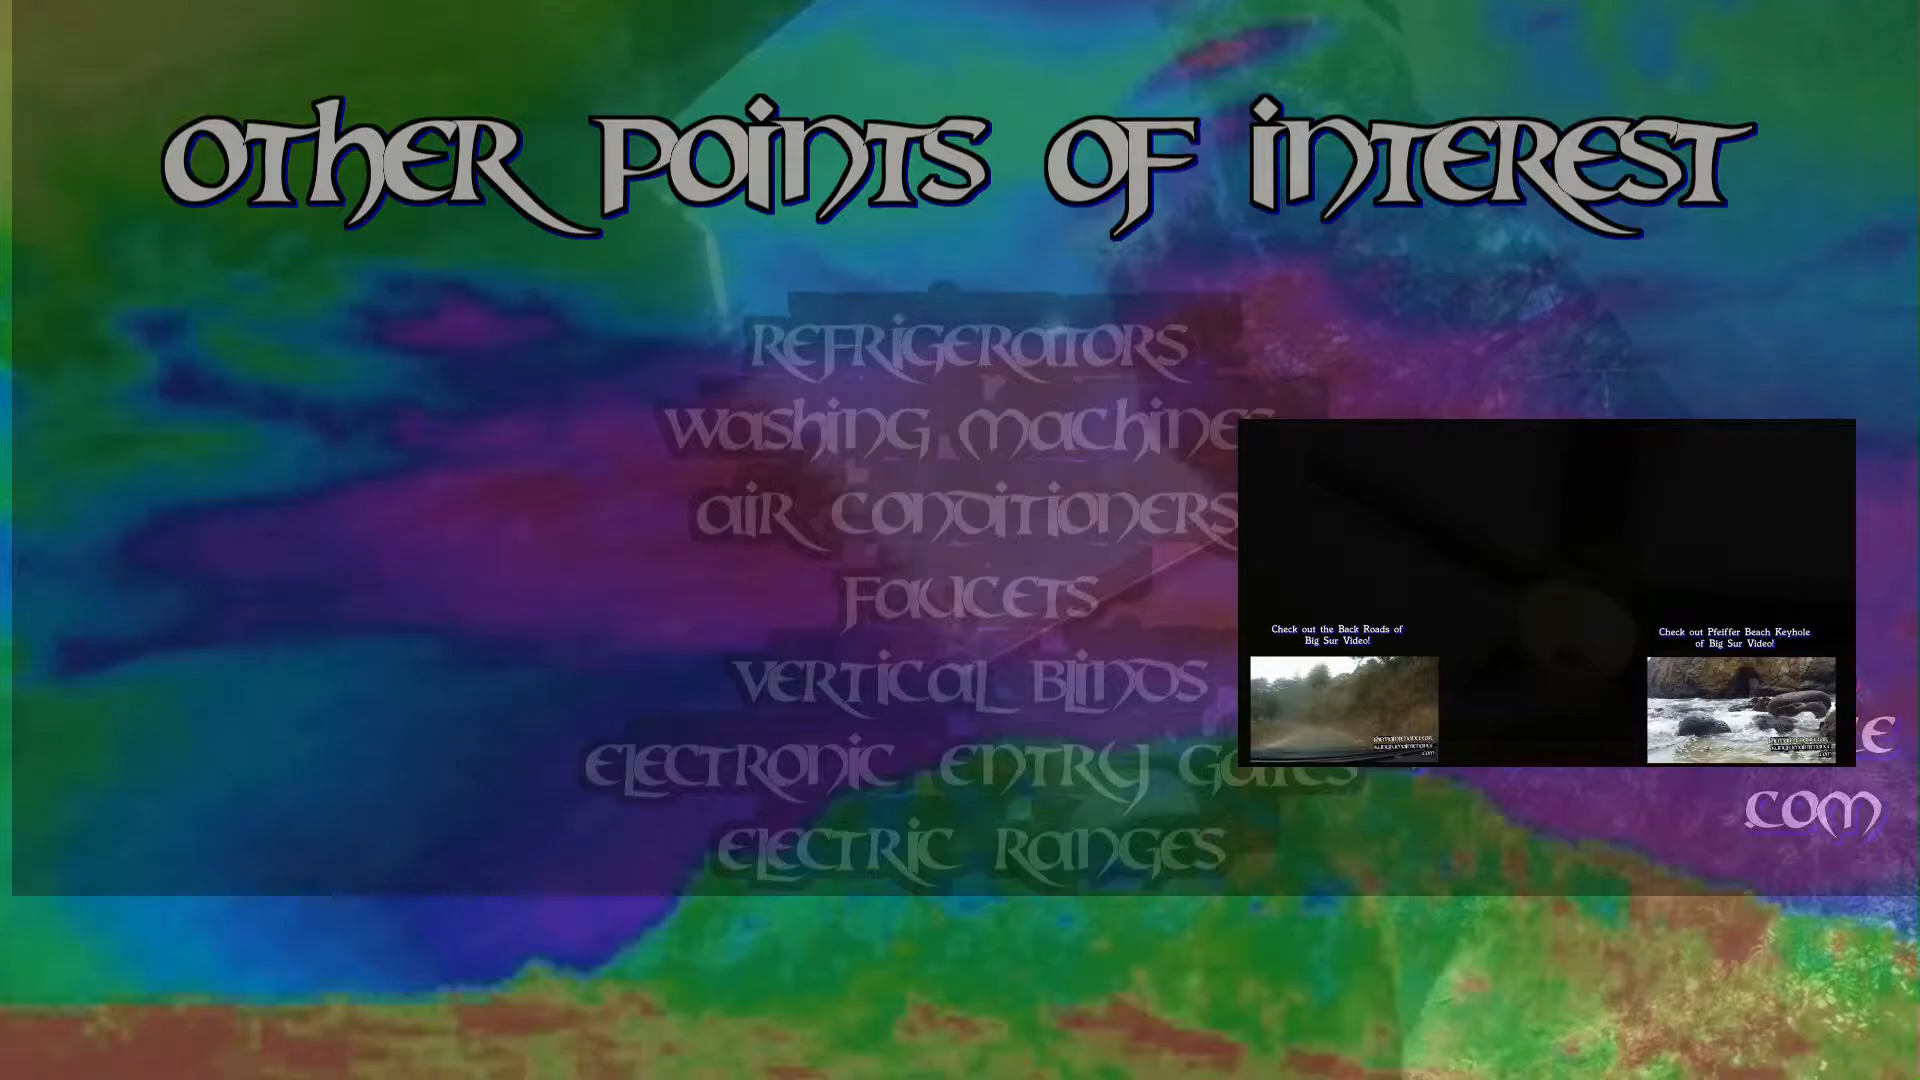 OTHER POINTS OF INTEREST
REFRIGERATORS
WASHING MACHINES
AIR CONDITIONERS
FAUCETS
VERTICAL BLINDS
ELECTRONIC ENTRY GATES
ELECTRIC RANGES
Check out the Back Roads of
Big Sur Video!
Check out Pfeiffer Beach Keyhole
of Big Sur Video!
.COM